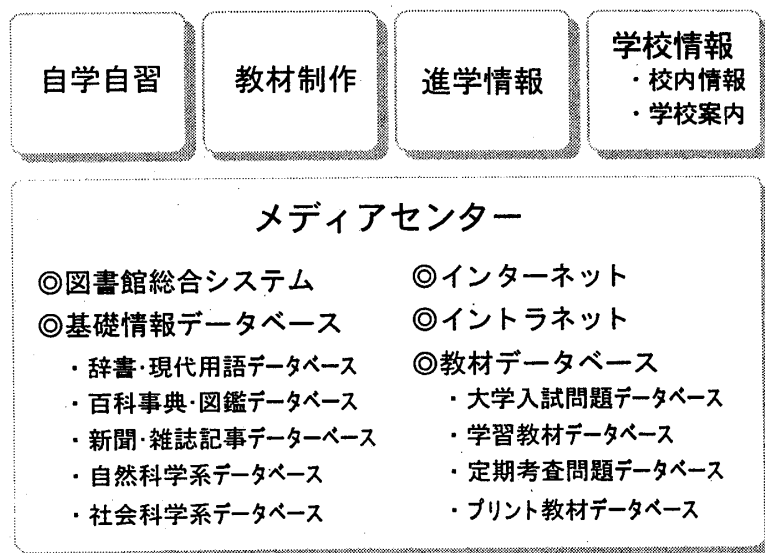 自学自習
教材制作
進学情報
学校情報
・校内情報
・学校案内
メディアセンター
◎図書館総合システム
◎基礎情報データベース
・辞書・現代用語データベース
・百科事典・図鑑データベース
・新聞・雑誌記事データーベース
・自然科学系データベース
・社会科学系データベース
◎インターネット
◎イントラネット
◎教材データベース
・大学入試問題データベース
・学習教材データベース
・定期考査問題データベース
・プリント教材データベース